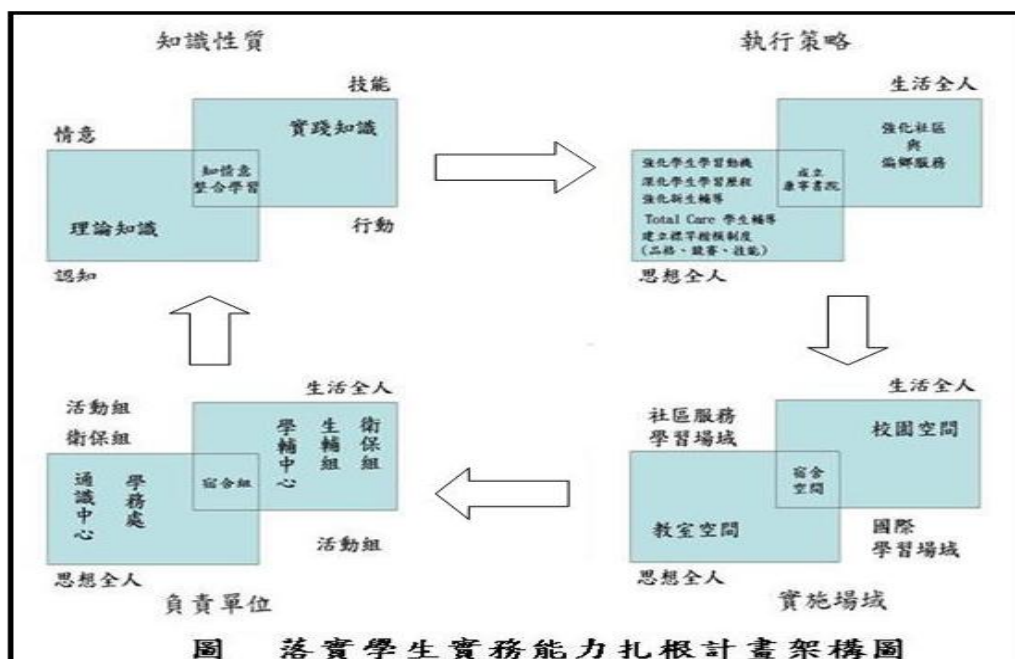 知識性質
技能
實踐知識
情意
知情意
整合學習
理論知識
行動
認知
執行策略
生活全人
強化社區
與
偏鄉服務
強化學生學習動機
深化學生學習歷程
強化新生輔導
Total Care 學生輔導
建立標竿楷模制度
(品格、競賽、技能)
成立
康寧書院
思想全人
生活全人
社區服務
學習場域
校園空間
宿舍
空間
教室空間
國際
學習場域
思想全人
實施場域
生活全人
活動組
衛保組
學輔中心
生輔組
衛保組
宿舍組
通識中心
學務處
活動組
思想全人
負責單位
圖 落實學生實務能力扎根計畫架構圖